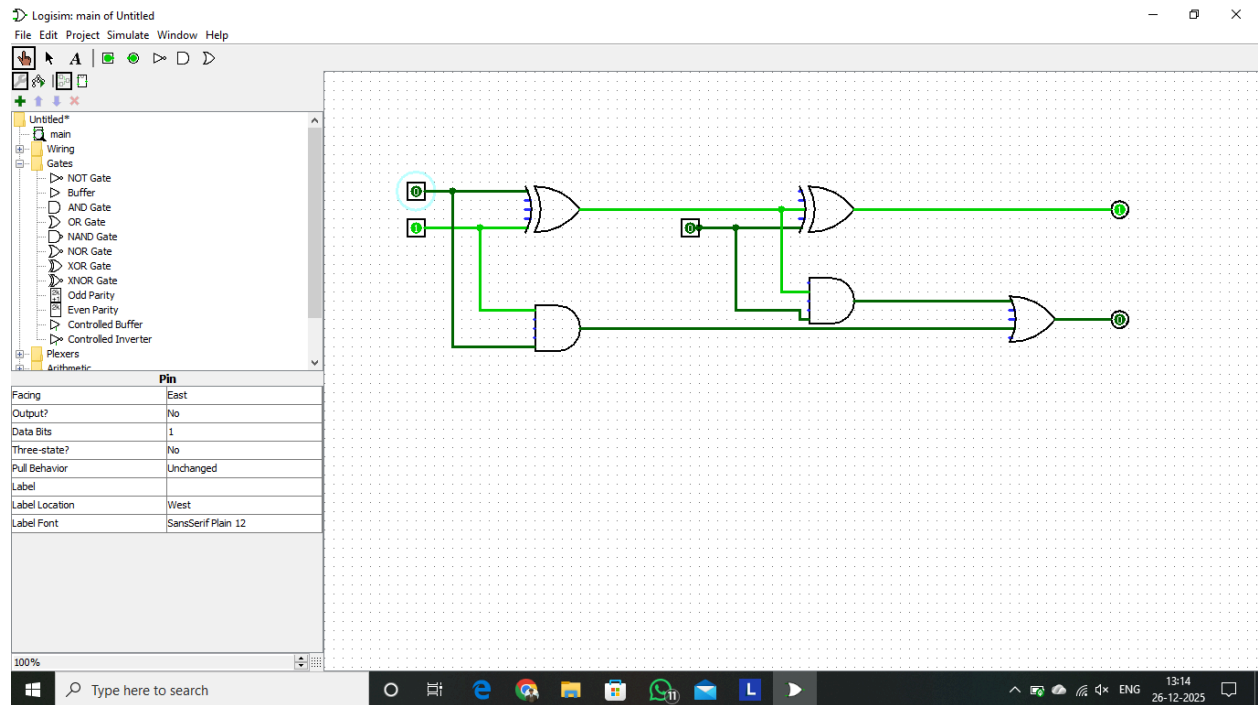 Logisim: main of Untitled
File Edit Project Simulate Window Help
A
Untitled*
main
Wiring
Gates
NOT Gate
Buffer
AND Gate
OR Gate
NAND Gate
NOR Gate
XOR Gate
XNOR Gate
Odd Parity
Even Parity
Controlled Buffer
Controlled Inverter
Plexers
Arithmetic
Pin
Facing East
Output? No
Data Bits 1
Three-state? No
Pull Behavior Unchanged
Label
Label Location West
Label Font SansSerif Plain 12
100%
0
1
0
1
0
Type here to search
11
L
ENG
13:14
26-12-2025